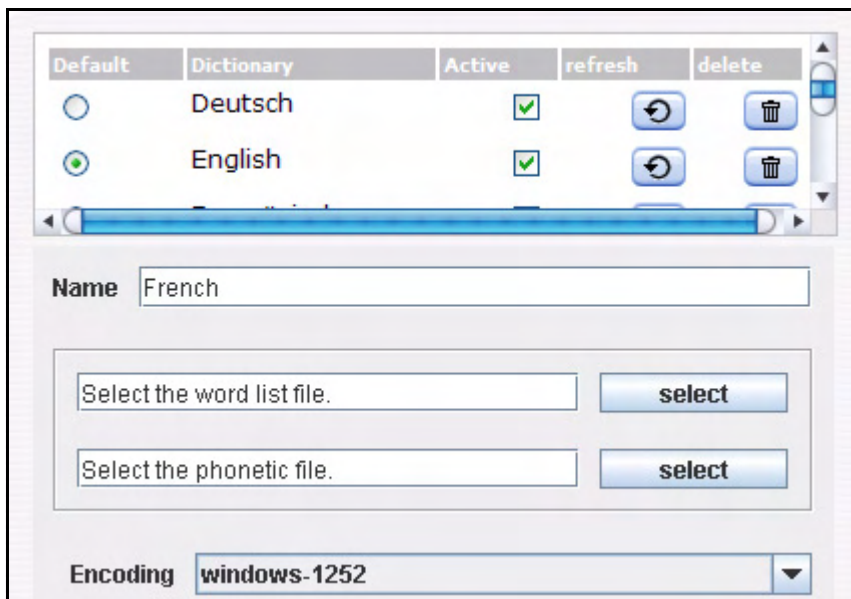 Default Dictionary Active refresh delete
Deutsch
English
Name French
Select the word list file. select
Select the phonetic file. select
Encoding windows-1252